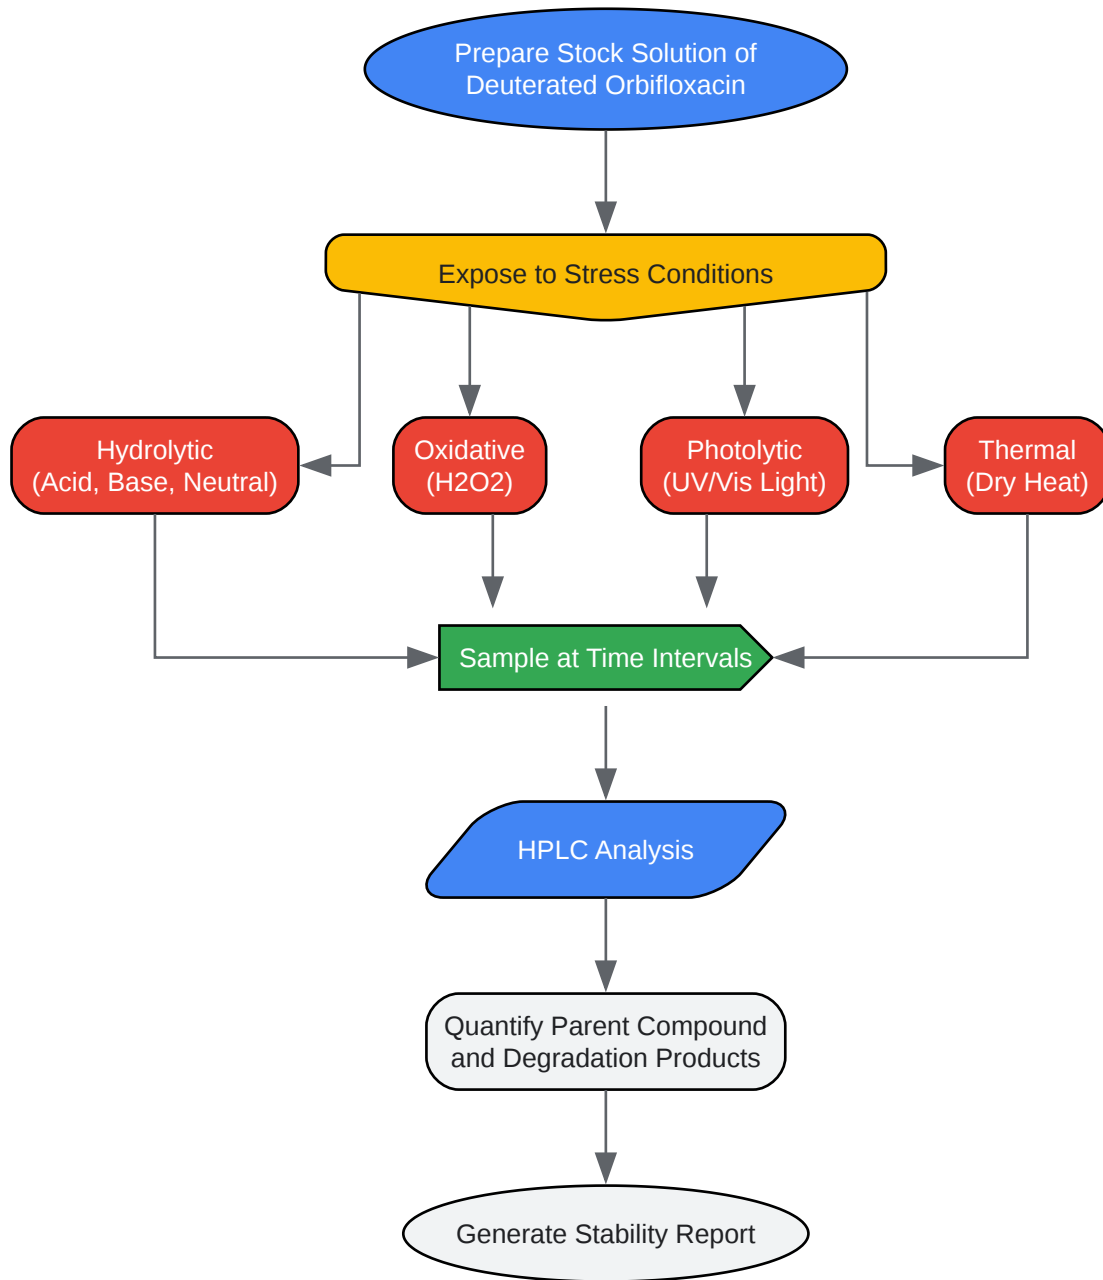 Prepare Stock Solution of
Deuterated Orbifloxacin
Expose to Stress Conditions
Hydrolytic
(Acid, Base, Neutral)
Oxidative
(H2O2)
Photolytic
(UV/Vis Light)
Thermal
(Dry Heat)
Sample at Time Intervals
HPLC Analysis
Quantify Parent Compound
and Degradation Products
Generate Stability Report